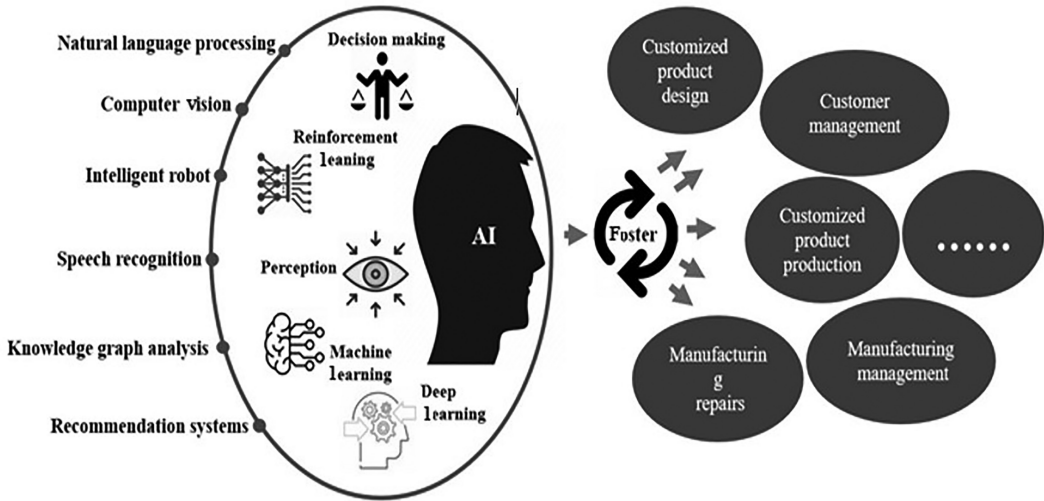 Natural language processing
Computer vision
Intelligent robot
Speech recognition
Knowledge graph analysis
Recommendation systems
Decision making
Reinforcement
leaning
Perception
Machine
learning
Deep
learning
AI
Foster
Customized
product
design
Customer
management
Customized
product
production
......
Manufacturin
g
repairs
Manufacturing
management